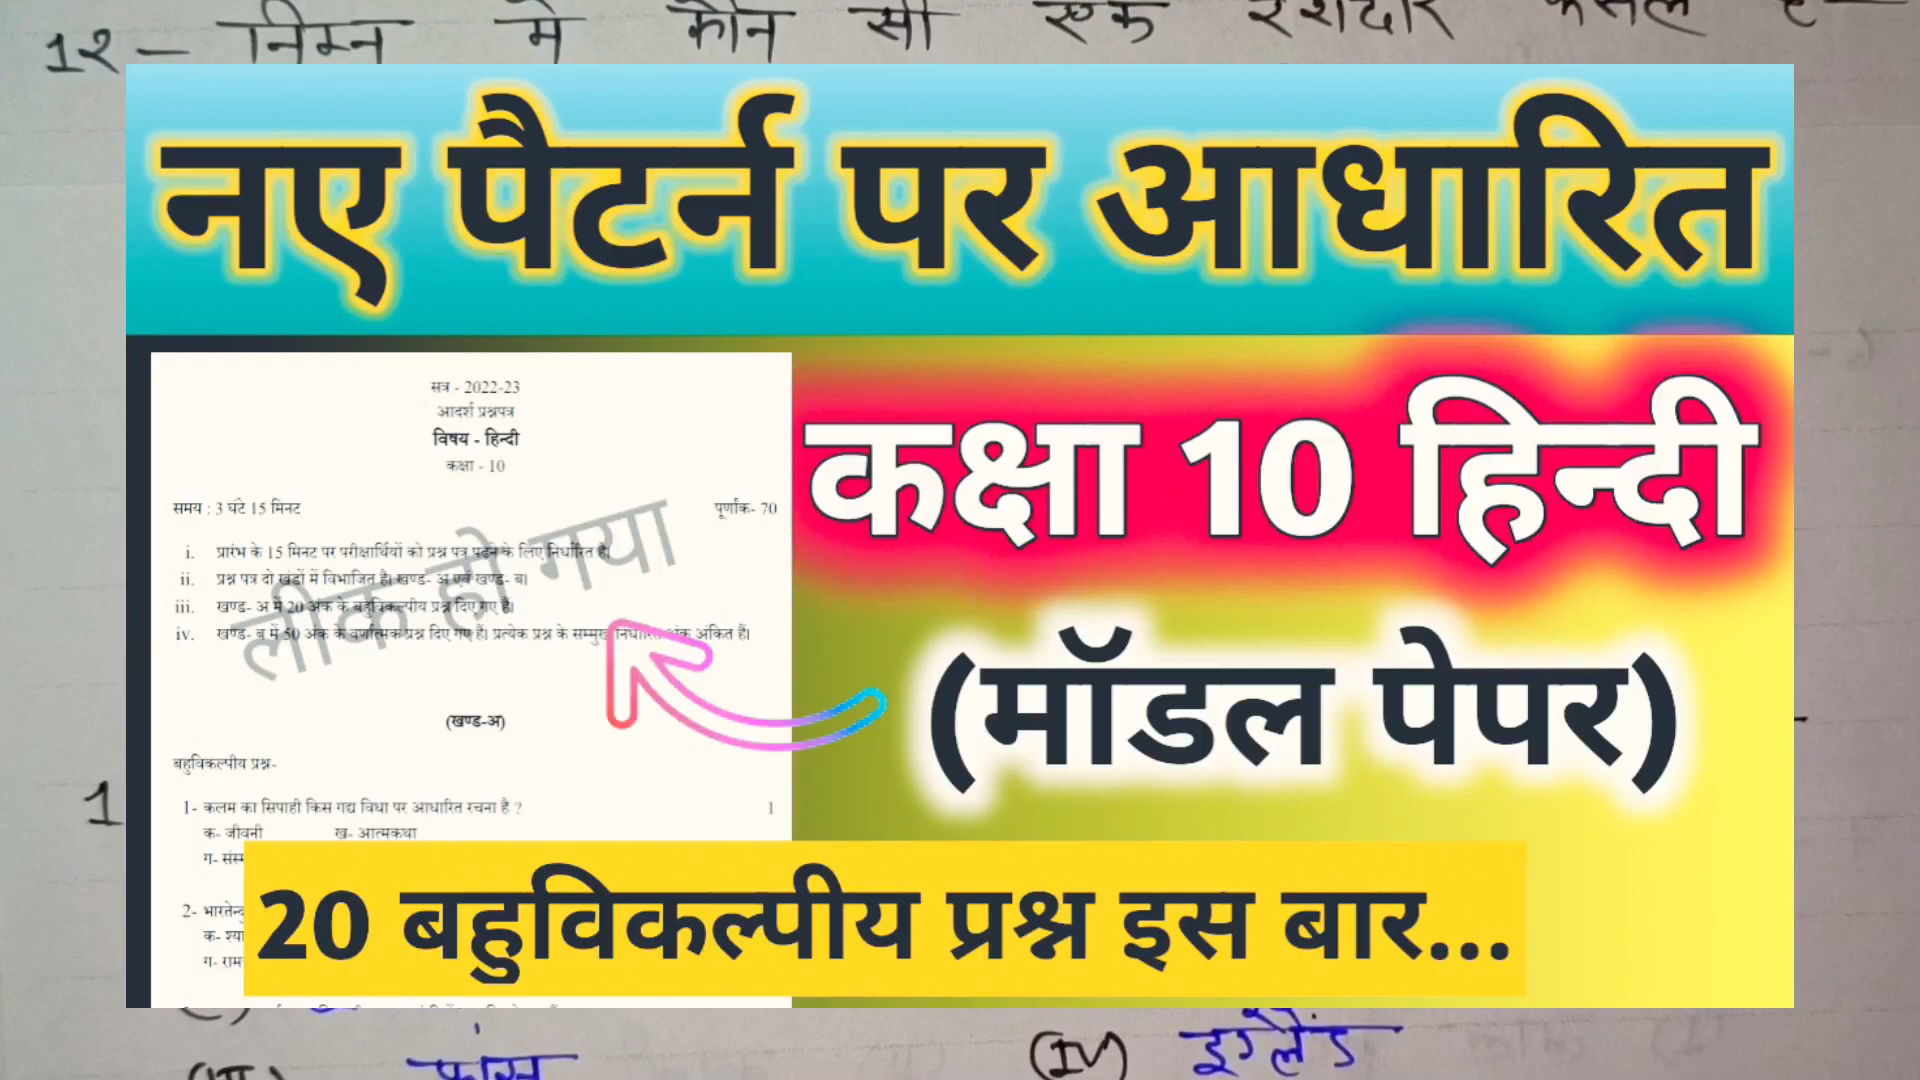 १२ - निम्न मे कौन सी एक रेशेदार फसल है -
नए पैटर्न पर आधारित
सत्र - 2022-23
आदर्श प्रश्नपत्र
विषय - हिन्दी
कक्षा - 10
समय : 3 घंटे 15 मिनट
पूर्णांक- 70
i. प्रारंभ के 15 मिनट पर परीक्षार्थियों को प्रश्न पत्र पढ़ने के लिए निर्धारित है।
ii. प्रश्न पत्र दो खंडों में विभाजित है। खण्ड- अ एवं खण्ड- ब।
iii. खण्ड- अ में 20 अंक के बहुविकल्पीय प्रश्न दिए गए हैं।
iv. खण्ड- ब में 50 अंक के वर्णात्मक प्रश्न दिए गए हैं। प्रत्येक प्रश्न के सम्मुख निर्धारित अंक अंकित हैं।
लीक हो गया
(खण्ड-अ)
बहुविकल्पीय प्रश्न-
1- कलम का सिपाही किस गद्य विधा पर आधारित रचना है ? 1
क- जीवनी ख- आत्मकथा
ग-
2-
क-
ग-
कक्षा 10 हिन्दी
(मॉडल पेपर)
20 बहुविकल्पीय प्रश्न इस बार...
फ्रांस
(IV) इंग्लैंड